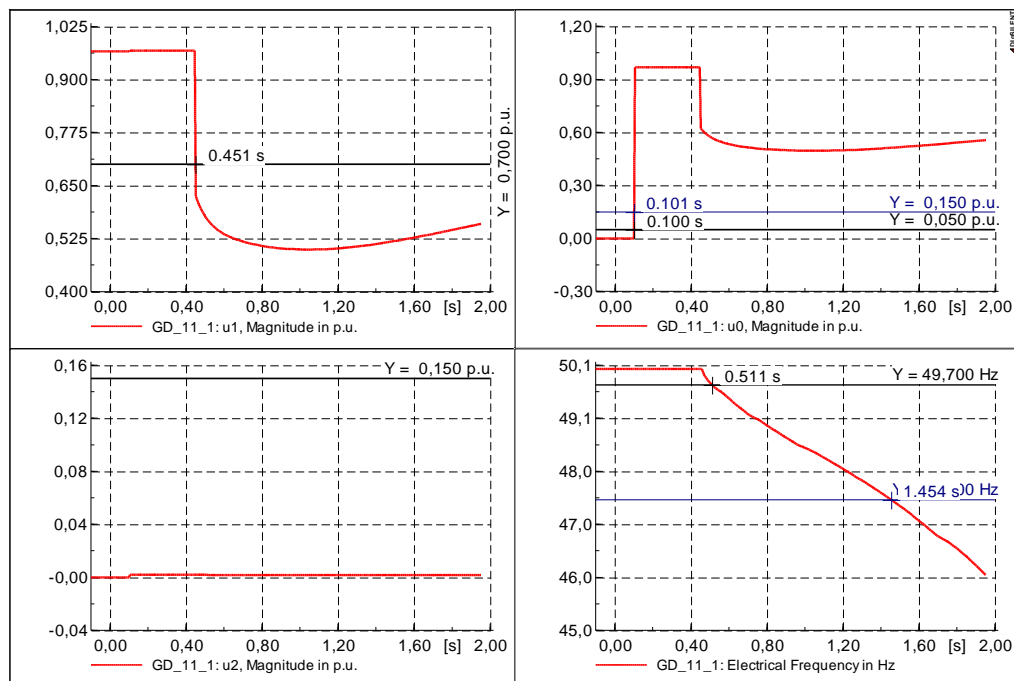 1,025
0,900
0,775
0,650
0,525
0,400
0,00
0,40
0,80
1,20
1,60
[s]
2,00
0.451 s
Y = 0,700 p.u.
GD_11_1: u1, Magnitude in p.u.
1,20
0,90
0,60
0,30
0,00
-0,30
0,00
0,40
0,80
1,20
1,60
[s]
2,00
0.101 s
Y = 0,150 p.u.
0.100 s
Y = 0,050 p.u.
GD_11_1: u0, Magnitude in p.u.
DIgSILENT
0,16
0,12
0,08
0,04
-0,00
-0,04
0,00
0,40
0,80
1,20
1,60
[s]
2,00
Y = 0,150 p.u.
GD_11_1: u2, Magnitude in p.u.
50,1
49,1
48,0
47,0
46,0
45,0
0,00
0,40
0,80
1,20
1,60
[s]
2,00
0.511 s
Y = 49,700 Hz
1.454 s
Hz
GD_11_1: Electrical Frequency in Hz